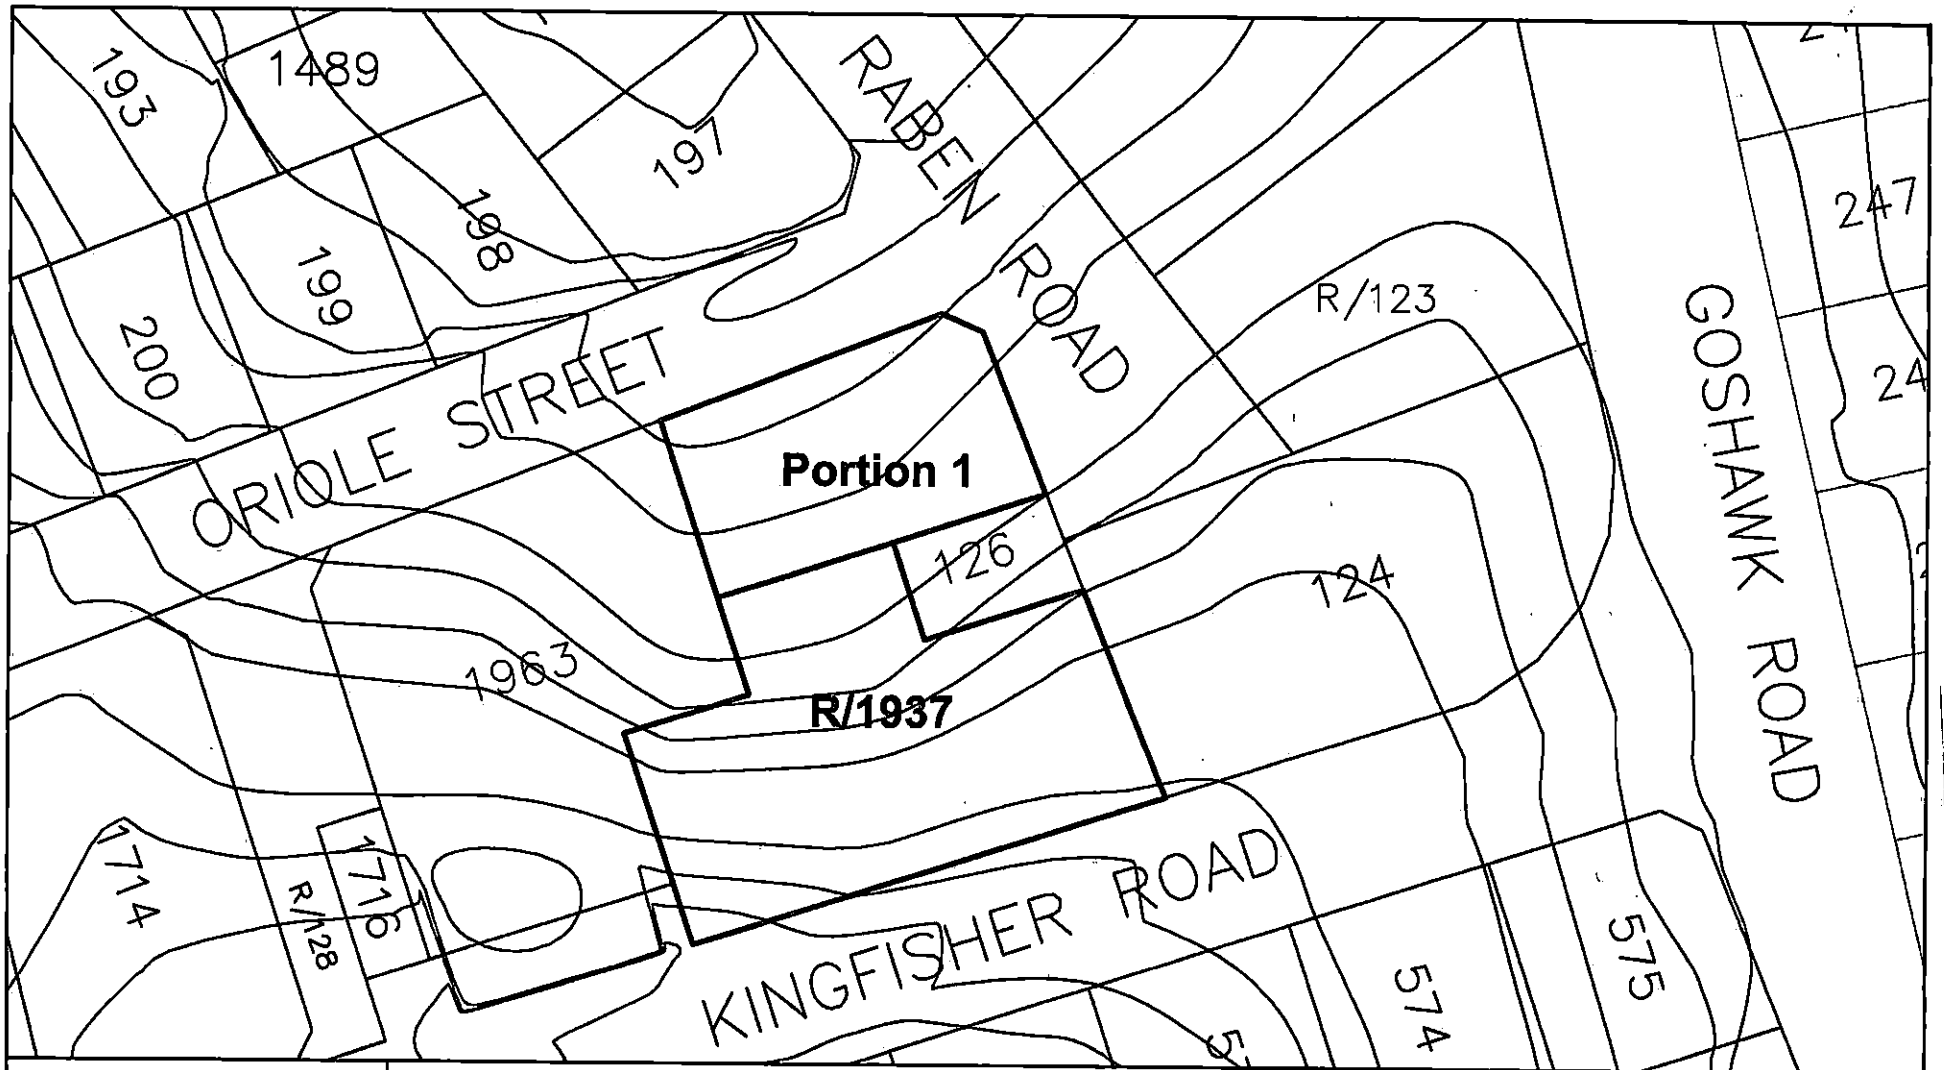 193
1489
197
RABEN ROAD
247
198
199
R/123
200
24
ORIOLE STREET
GOSHAWK ROAD
Portion 1
126
124
1963
R/1937
1714
1716
R/128
KINGFISHER ROAD
575
574